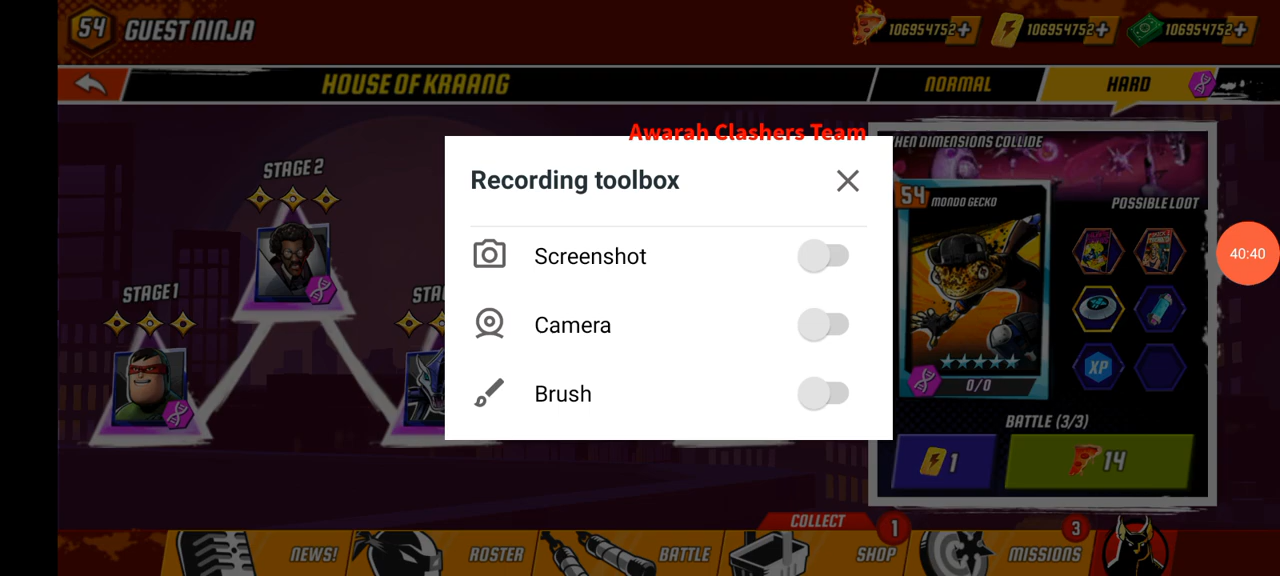 54 GUEST NINJA
106954752+
106954752+
106954752+
HOUSE OF KRAANG
NORMAL
HARD
Awarah Clashers Team
HEN DIMENSIONS COLLIDE
Recording toolbox
STAGE 2
54 MONDO GECKO
POSSIBLE LOOT
Screenshot
40:40
STAGE 1
STA
Camera
XP
0/0
Brush
BATTLE (3/3)
1
14
COLLECT
1
3
NEWS!
ROSTER
BATTLE
SHOP
MISSIONS